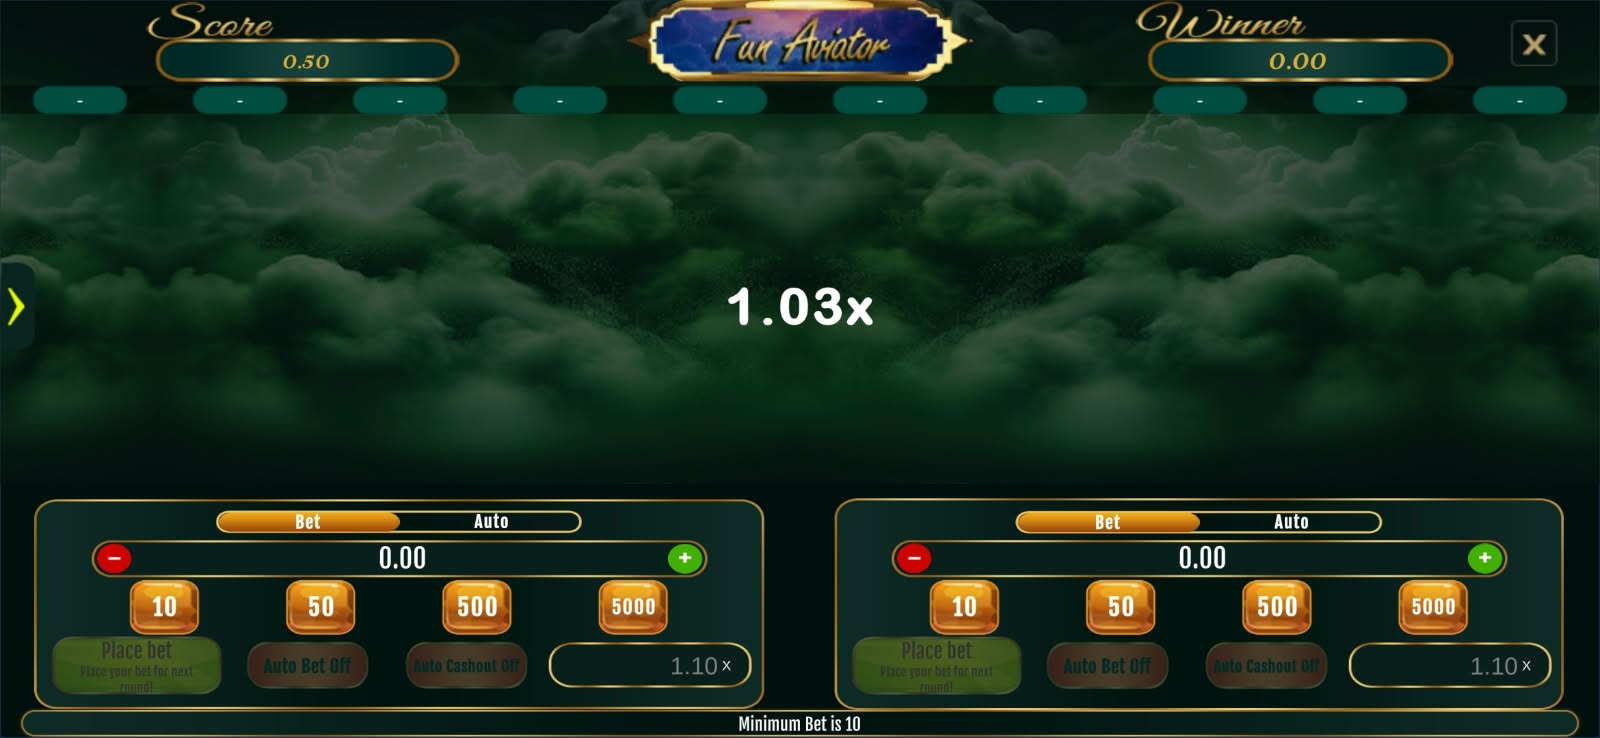 Score
Fun Aviator
Winner
0.50
0.00
X
- - - - - - - - - -
1.03x
Bet Auto
- 0.00 +
10 50 500 5000
Place bet
Place your bet for next
round!
Auto Bet Off
Auto Cashout Off
1.10 x
Bet Auto
- 0.00 +
10 50 500 5000
Place bet
Place your bet for next
round!
Auto Bet Off
Auto Cashout Off
1.10 x
Minimum Bet is 10